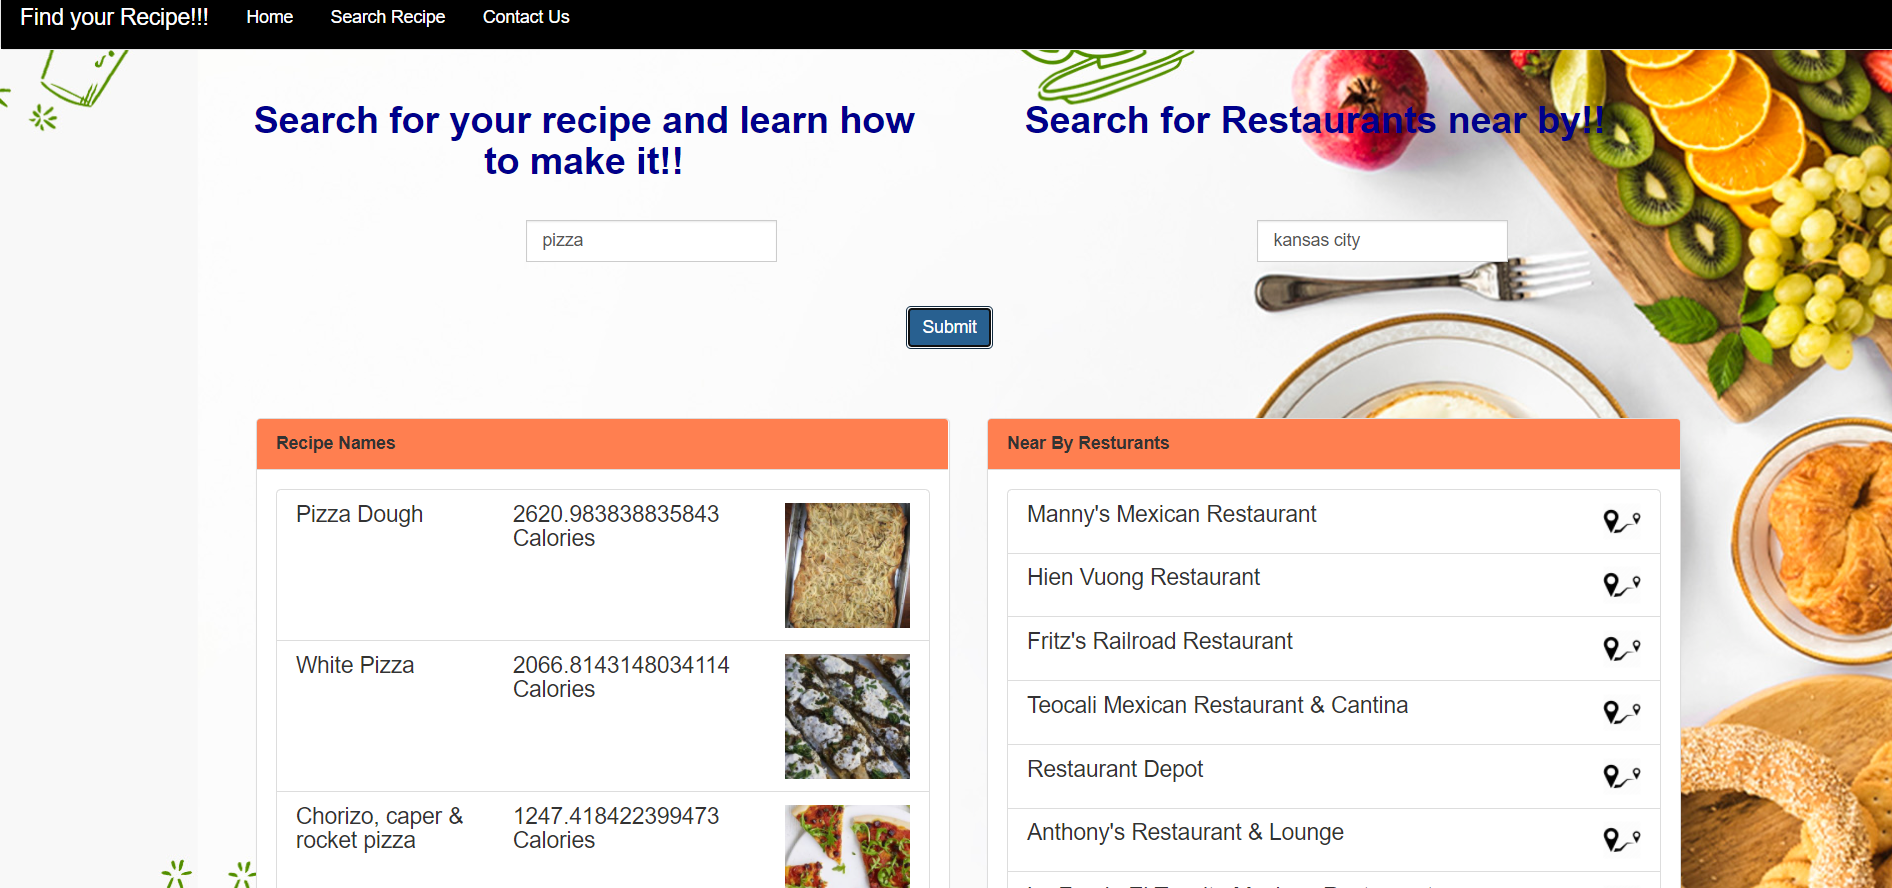 Find your Recipe!!! Home Search Recipe Contact Us
Search for your recipe and learn how
to make it!!
Search for Restaurants near by!!
pizza
kansas city
Submit
Recipe Names
Pizza Dough
2620.983838835843
Calories
White Pizza
2066.8143148034114
Calories
Chorizo, caper &
rocket pizza
1247.418422399473
Calories
Near By Resturants
Manny's Mexican Restaurant
Hien Vuong Restaurant
Fritz's Railroad Restaurant
Teocali Mexican Restaurant & Cantina
Restaurant Depot
Anthony's Restaurant & Lounge